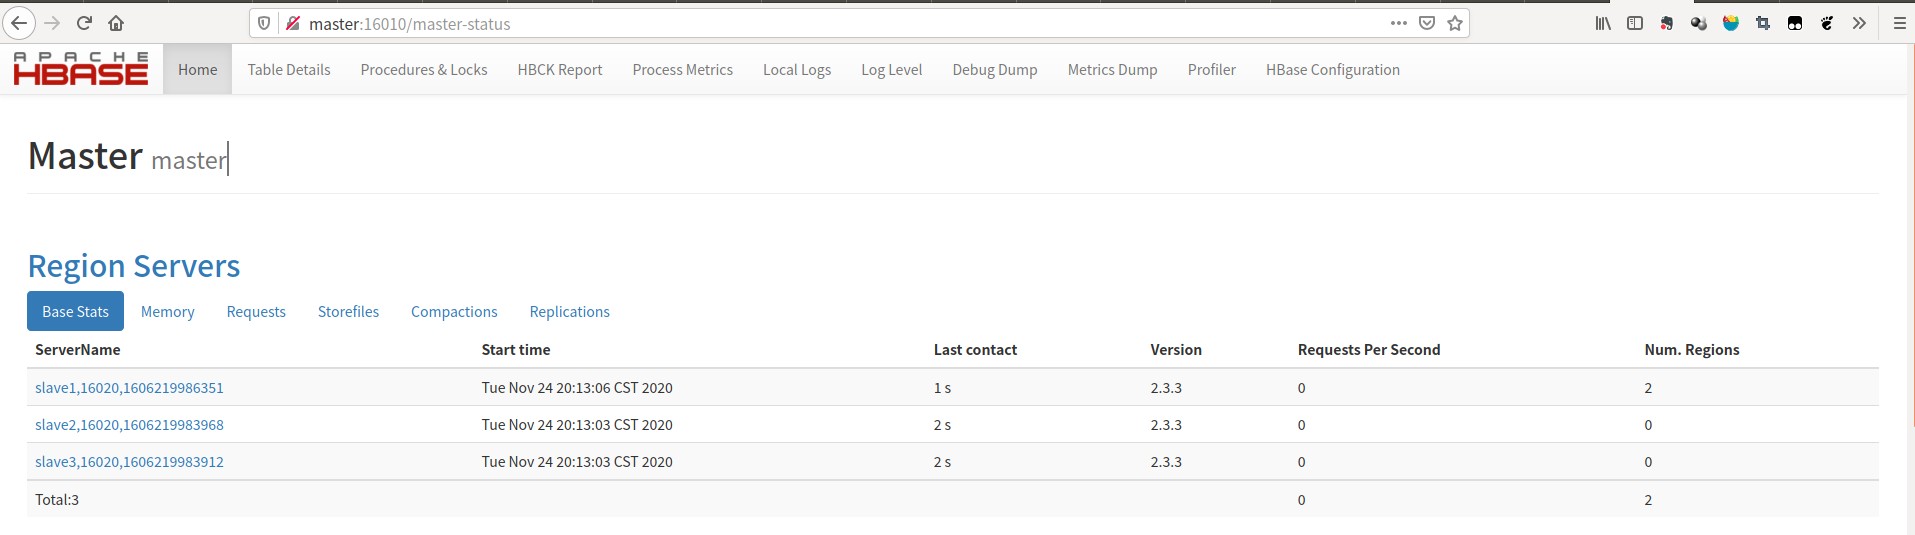 master:16010/master-status
APACHE
HBASE
Home Table Details Procedures & Locks HBCK Report Process Metrics Local Logs Log Level Debug Dump Metrics Dump Profiler HBase Configuration
Master master
Region Servers
Base Stats Memory Requests Storefiles Compactions Replications
ServerName Start time Last contact Version Requests Per Second Num. Regions
slave1,16020,1606219986351 Tue Nov 24 20:13:06 CST 2020 1 s 2.3.3 0 2
slave2,16020,1606219983968 Tue Nov 24 20:13:03 CST 2020 2 s 2.3.3 0 0
slave3,16020,1606219983912 Tue Nov 24 20:13:03 CST 2020 2 s 2.3.3 0 0
Total:3 0 2